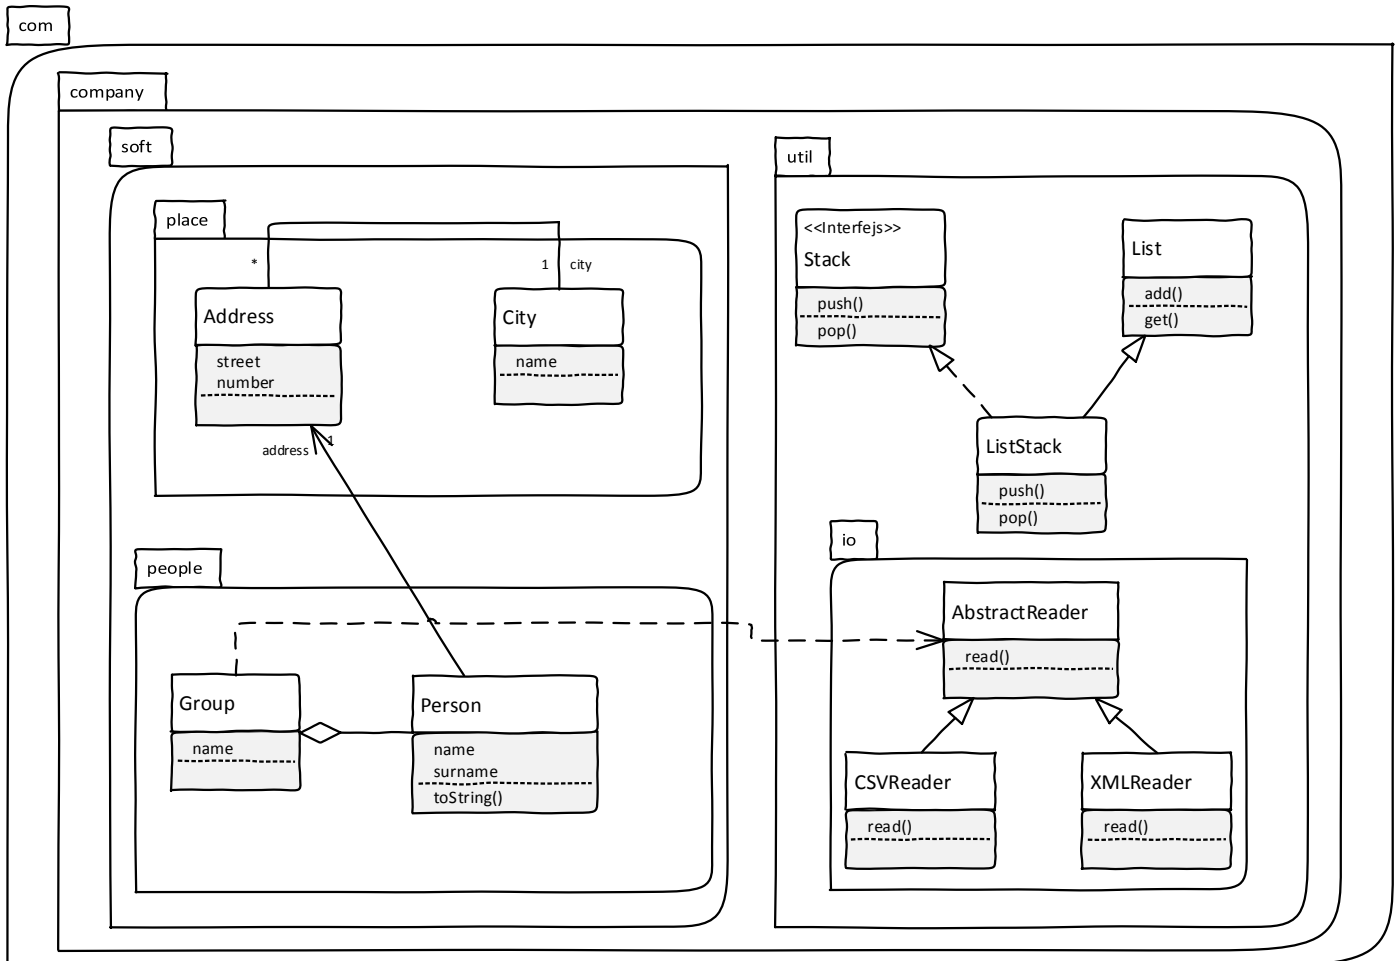 com
company
soft
util
place
<<Interfejs>>
Stack
push()
pop()
List
add()
get()
*
1 city
Address
street
number
City
name
address
1
ListStack
push()
pop()
io
people
AbstractReader
read()
Group
name
Person
name
surname
toString()
CSVReader
read()
XMLReader
read()